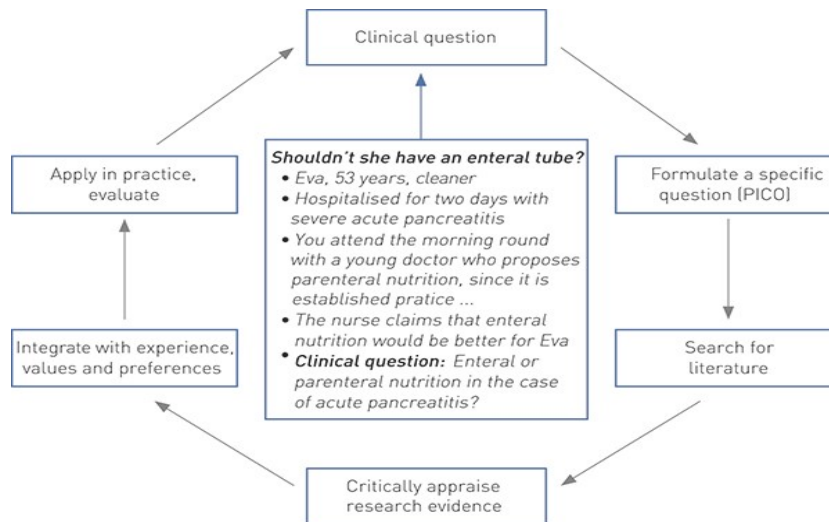 Clinical question
Apply in practice,
evaluate
Shouldn't she have an enteral tube?
• Eva, 53 years, cleaner
• Hospitalised for two days with
severe acute pancreatitis
• You attend the morning round
with a young doctor who proposes
parenteral nutrition, since it is
established pratice ...
• The nurse claims that enteral
nutrition would be better for Eva
• Clinical question: Enteral or
parenteral nutrition in the case
of acute pancreatitis?
Formulate a specific
question (PICO)
Integrate with experience,
values and preferences
Search for
literature
Critically appraise
research evidence